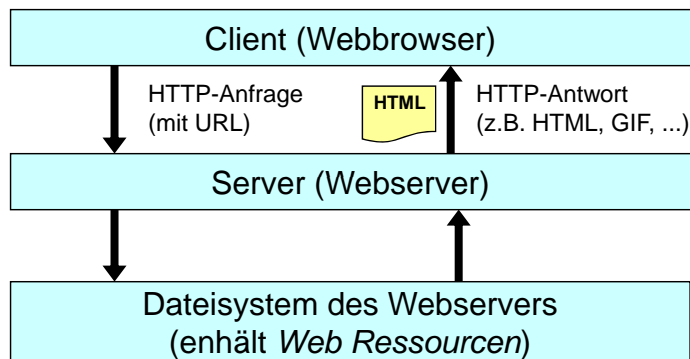 Client (Webbrowser)
HTTP-Anfrage
(mit URL)
HTML
HTTP-Antwort
(z.B. HTML, GIF, ...)
Server (Webserver)
Dateisystem des Webservers
(enhält Web Ressourcen)